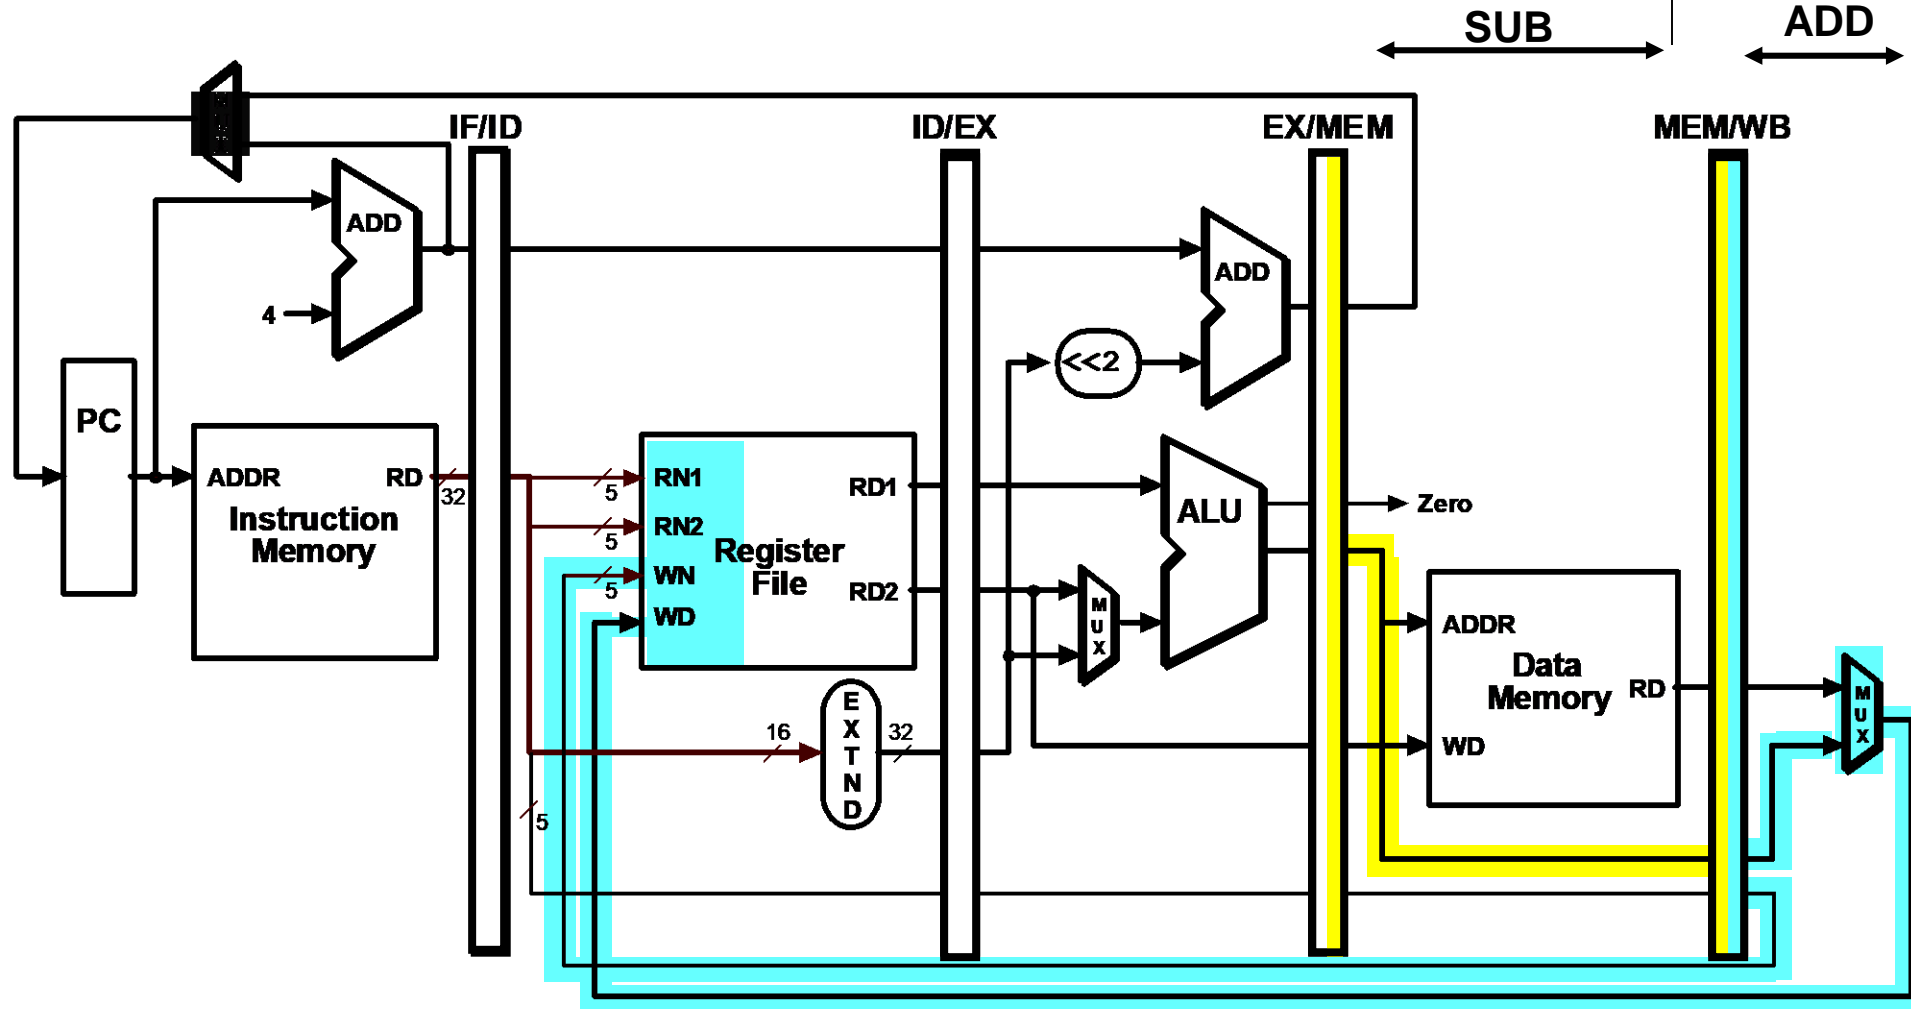 SUB
ADD
IF/ID
ID/EX
EX/MEM
MEM/WB
ADD
4
ADD
<<2
PC
ADDR
RD
32
Instruction
Memory
5
RN1
5
RN2
5
WN
WD
Register
File
RD1
RD2
16
E
X
T
N
D
32
5
M
U
X
ALU
Zero
ADDR
Data
Memory
RD
WD
M
U
X